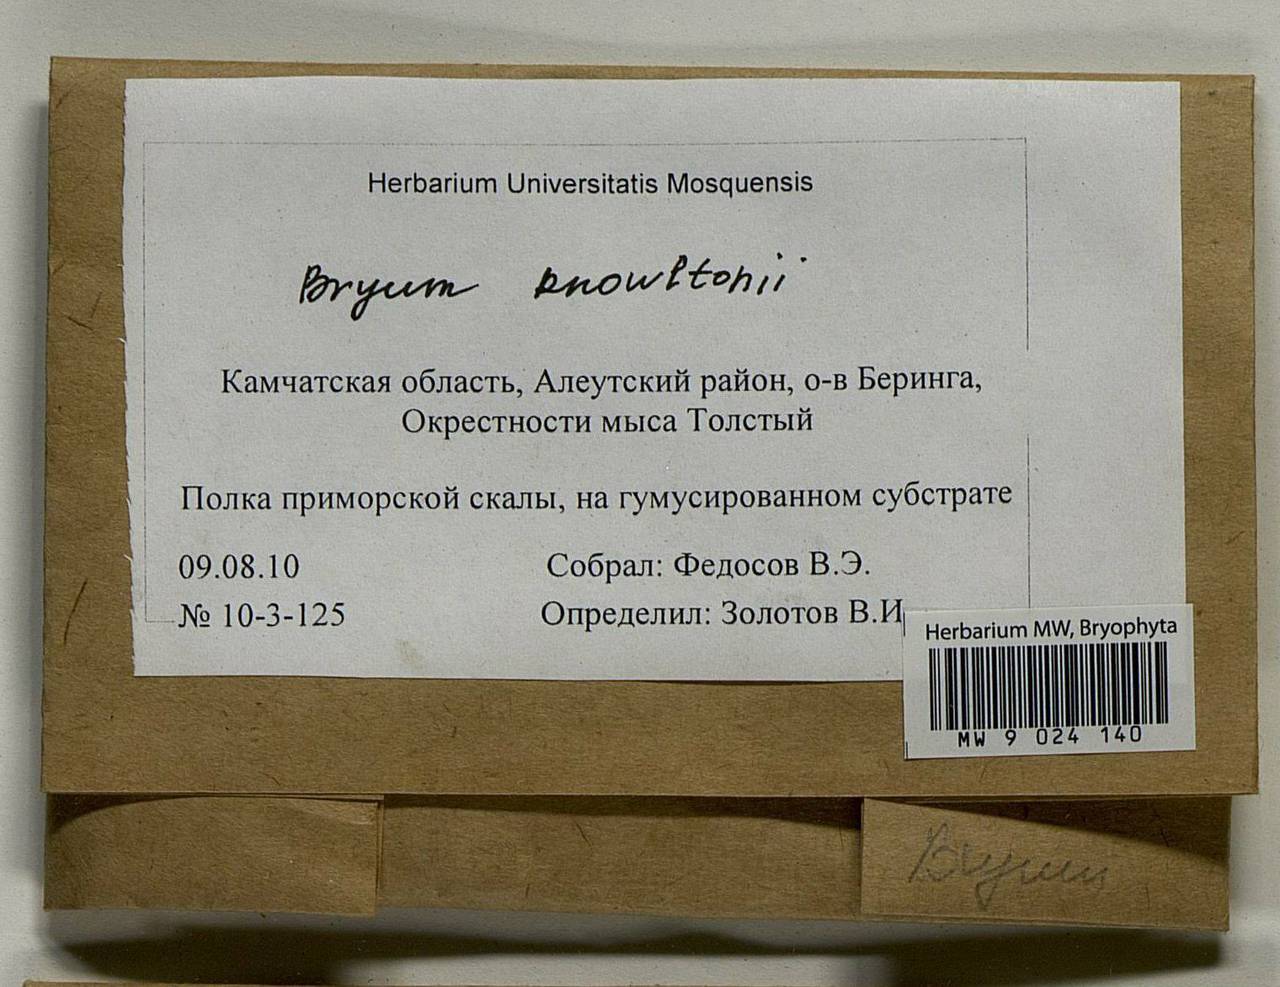 Herbarium Universitatis Mosquensis
Bryum knowltonii
Камчатская область, Алеутский район, о-в Беринга,
Окрестности мыса Толстый
Полка приморской скалы, на гумусированном субстрате
09.08.10 Собрал: Федосов В.Э.
№ 10-3-125 Определил: Золотов В.И
Herbarium MW, Bryophyta
MW 9 024 140
Bryum